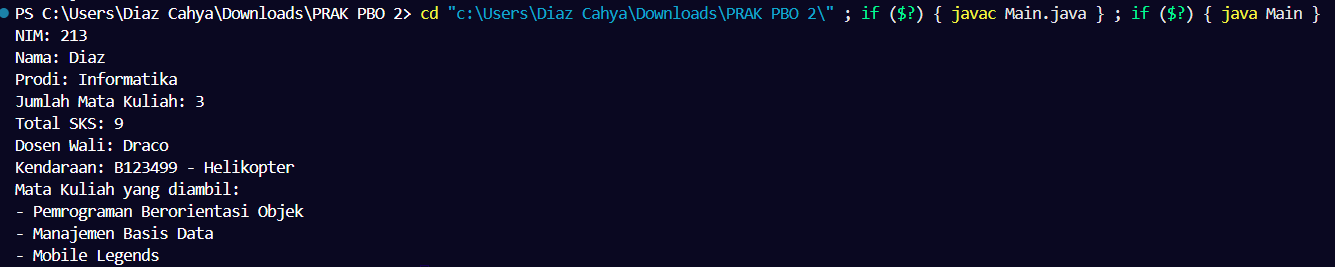 PS C:\Users\Diaz Cahya\Downloads\PRAK PBO 2> cd "c:\Users\Diaz Cahya\Downloads\PRAK PBO 2\" ; if ($?) { javac Main.java } ; if ($?) { java Main }
NIM: 213
Nama: Diaz
Prodi: Informatika
Jumlah Mata Kuliah: 3
Total SKS: 9
Dosen Wali: Draco
Kendaraan: B123499 - Helikopter
Mata Kuliah yang diambil:
- Pemrograman Berorientasi Objek
- Manajemen Basis Data
- Mobile Legends